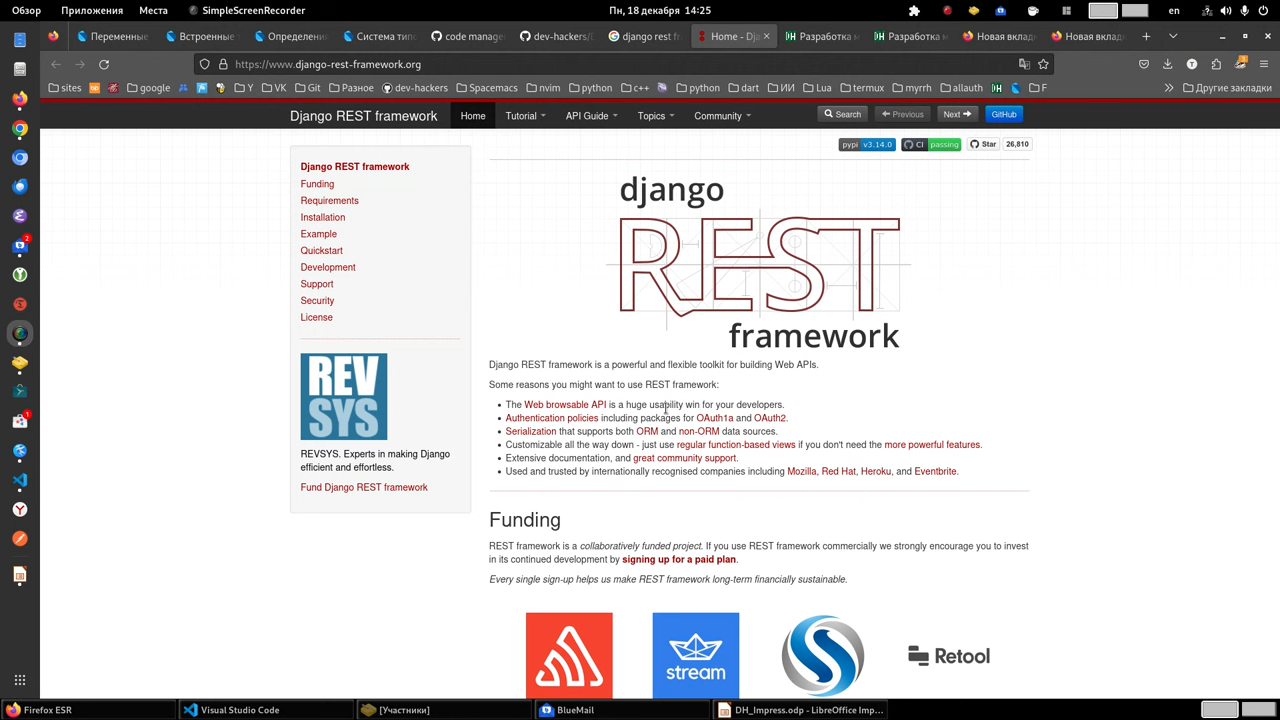 Обзор Приложения Места SimpleScreenRecorder Пн, 18 декабря 14:25 en
Переменные Встроенные Определени Система типо code manage dev-hackers/D django rest fr Home - Dja Разработка м Разработка м Новая вклад Новая вклад
https://www.django-rest-framework.org
sites google Y VK Git Разное dev-hackers Spacemacs nvim python c++ python dart ИИ Lua termux myrrh allauth F Другие закладки
Django REST framework Home Tutorial API Guide Topics Community Search Previous Next GitHub
pypi v3.14.0 CI passing Star 26,810
Django REST framework
Funding
Requirements
Installation
Example
Quickstart
Development
Support
Security
License
REV
SYS
REVSYS. Experts in making Django
efficient and effortless.
Fund Django REST framework
django
REST
framework
Django REST framework is a powerful and flexible toolkit for building Web APIs.
Some reasons you might want to use REST framework:
• The Web browsable API is a huge usability win for your developers.
• Authentication policies including packages for OAuth1a and OAuth2.
• Serialization that supports both ORM and non-ORM data sources.
• Customizable all the way down - just use regular function-based views if you don't need the more powerful features.
• Extensive documentation, and great community support.
• Used and trusted by internationally recognised companies including Mozilla, Red Hat, Heroku, and Eventbrite.
Funding
REST framework is a collaboratively funded project. If you use REST framework commercially we strongly encourage you to invest
in its continued development by signing up for a paid plan.
Every single sign-up helps us make REST framework long-term financially sustainable.
stream
Retool
Firefox ESR Visual Studio Code [Участники] BlueMail DH_Impress.odp - LibreOffice Imp...